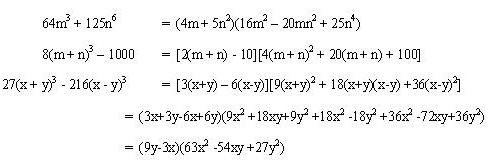 64m³ + 125n⁶ = (4m+ 5n²)(16m² – 20mn² + 25n⁴)
8(m+ n)³ – 1000 = [2(m+ n) - 10][4(m+ n)² + 20(m+ n) + 100]
27(x+ y)³ - 216(x - y)³ = [3(x+y) – 6(x-y)][9(x+y)² + 18(x+y)(x-y) +36(x-y)²]
= (3x+3y-6x+6y)(9x² +18xy+9y² +18x² -18y² +36x² -72xy+36y²)
= (9y-3x)(63x² -54xy +27y²)